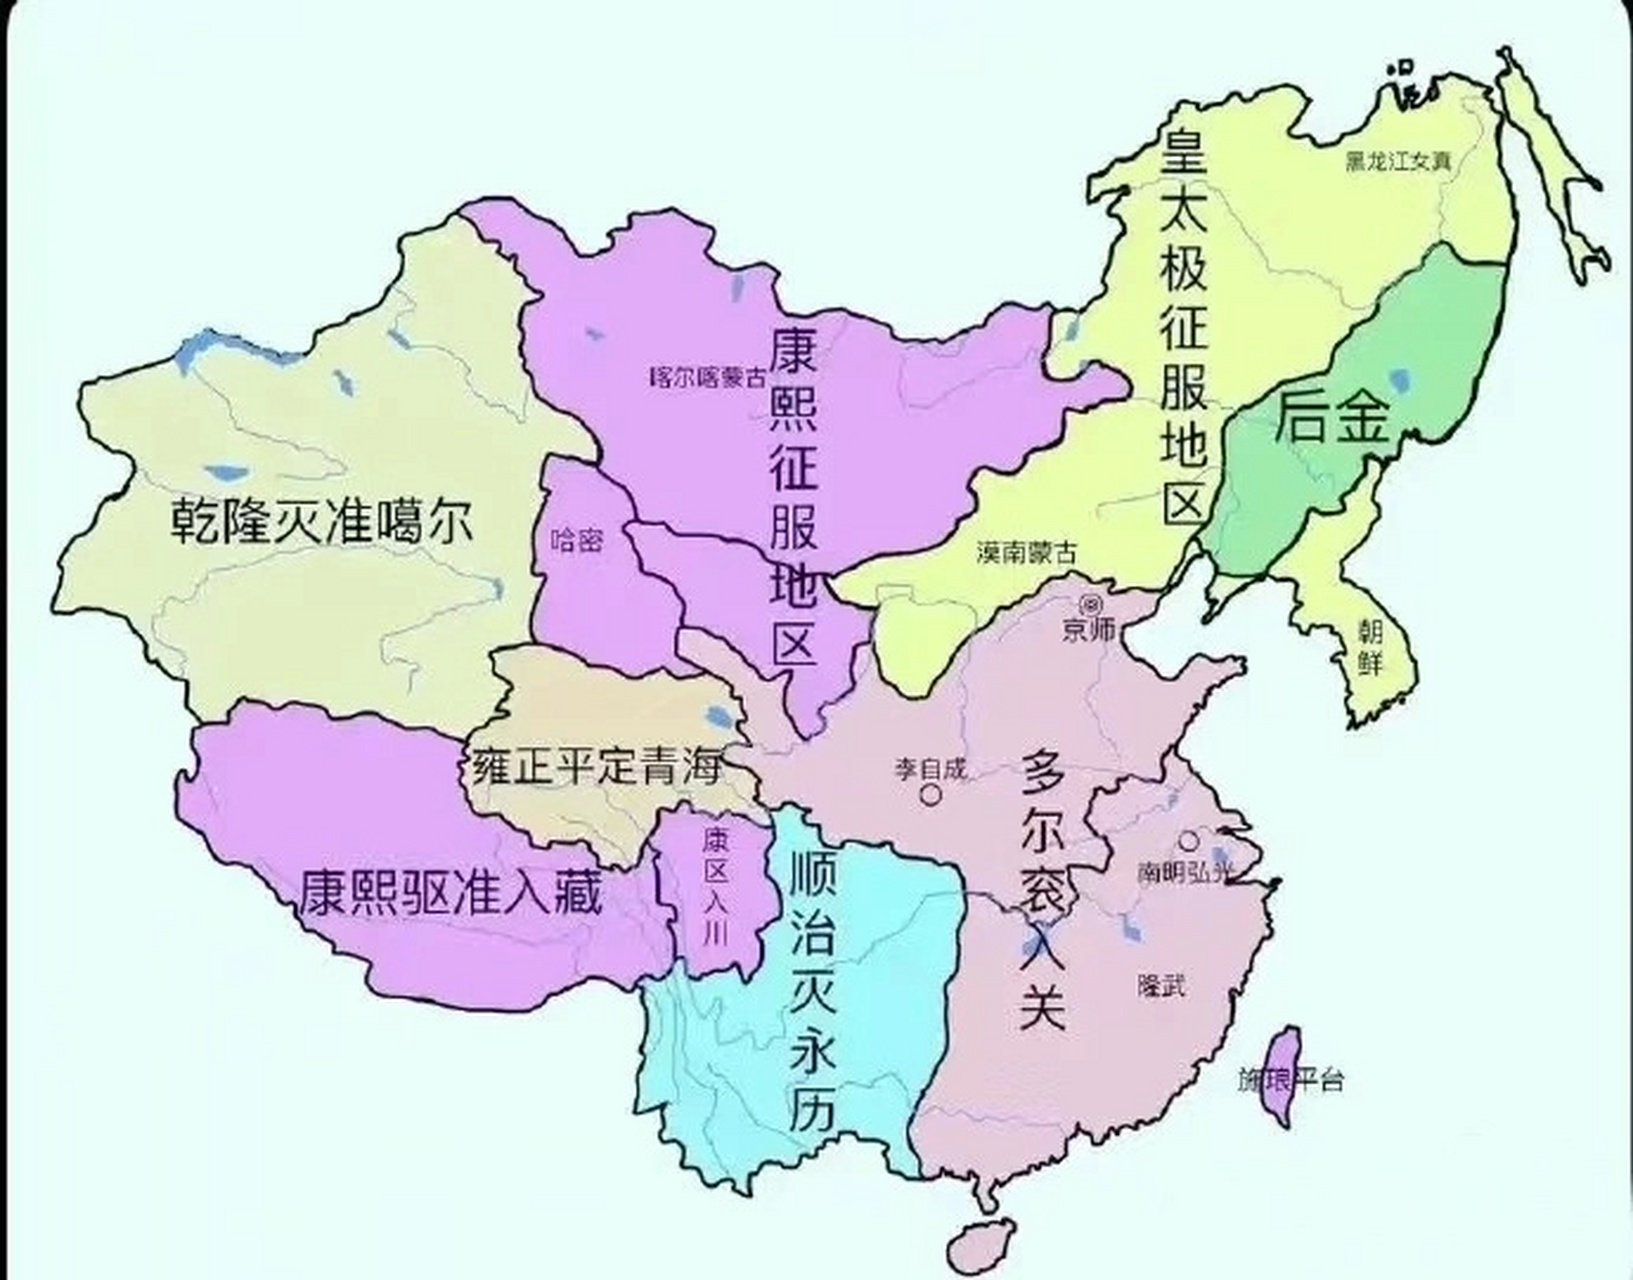 皇太极征服地区
黑龙江女真
康熙征服地区
喀尔喀蒙古
后金
乾隆灭准噶尔
哈密
漠南蒙古
京师
朝鲜
雍正平定青海
李自成
多尔衮入关
康区入川
顺治灭永历
康熙驱准入藏
南明弘光
隆武
施琅平台